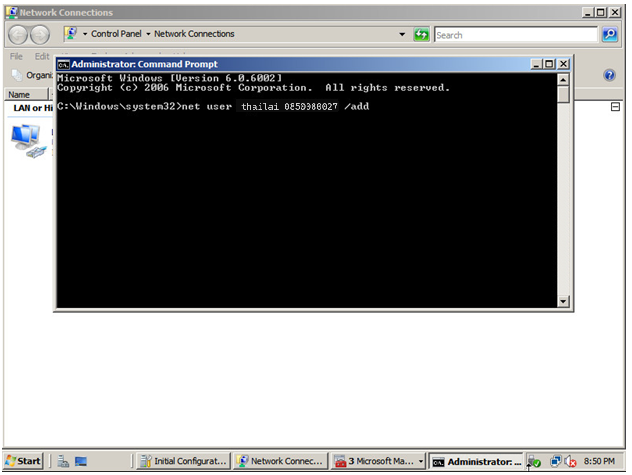 Network Connections
Control Panel Network Connections
Search
File Edit
Organi
Name
LAN or Hi
Administrator: Command Prompt
Microsoft Windows [Version 6.0.6002]
Copyright (c) 2006 Microsoft Corporation. All rights reserved.
C:\Windows\system32>net user thailai 0850988027 /add
Start
Initial Configurat...
Network Connec...
3 Microsoft Ma...
Administrator: ...
8:50 PM